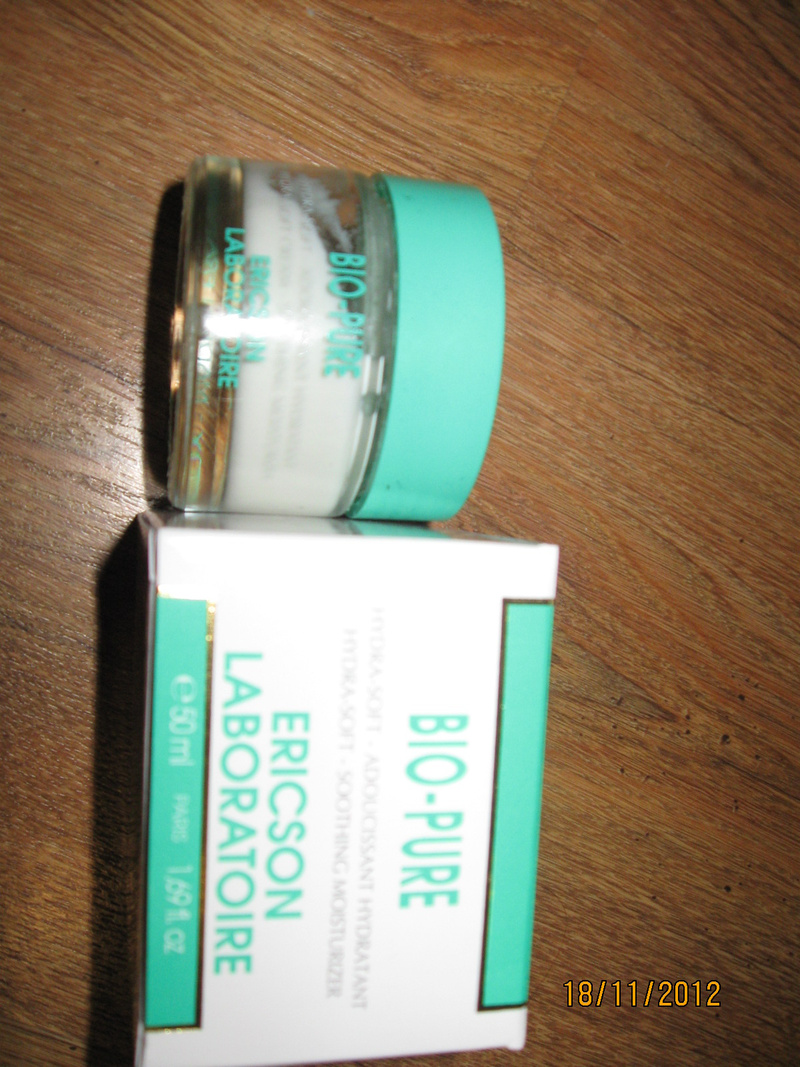 BIO-PURE
ERICSON
LABORATOIRE
BIO-PURE
HYDRA-SOFT - ADOUCISSANT HYDRATANT
HYDRA-SOFT - SOOTHING MOISTURIZER
ERICSON
LABORATOIRE
e 50 ml PARIS 1,69 fl. oz
18/11/2012